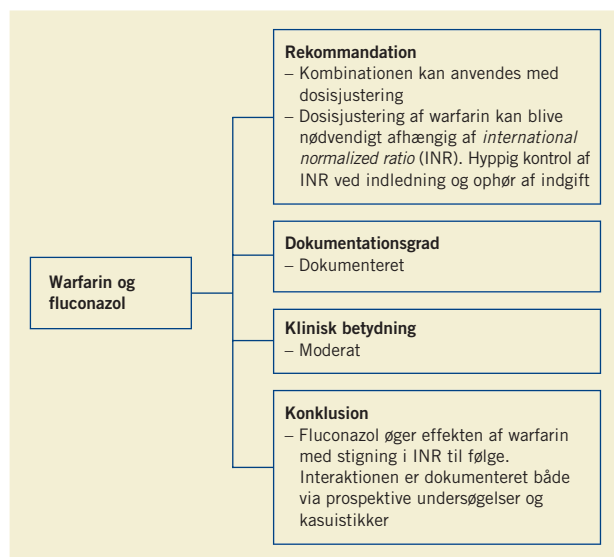 Rekommandation
– Kombinationen kan anvendes med
dosisjustering
– Dosisjustering af warfarin kan blive
nødvendigt afhængig af international
normalized ratio (INR). Hyppig kontrol af
INR ved indledning og ophør af indgift
Dokumentationsgrad
– Dokumenteret
Warfarin og
fluconazol
Klinisk betydning
– Moderat
Konklusion
– Fluconazol øger effekten af warfarin
med stigning i INR til følge.
Interaktionen er dokumenteret både
via prospektive undersøgelser og
kasuistikker